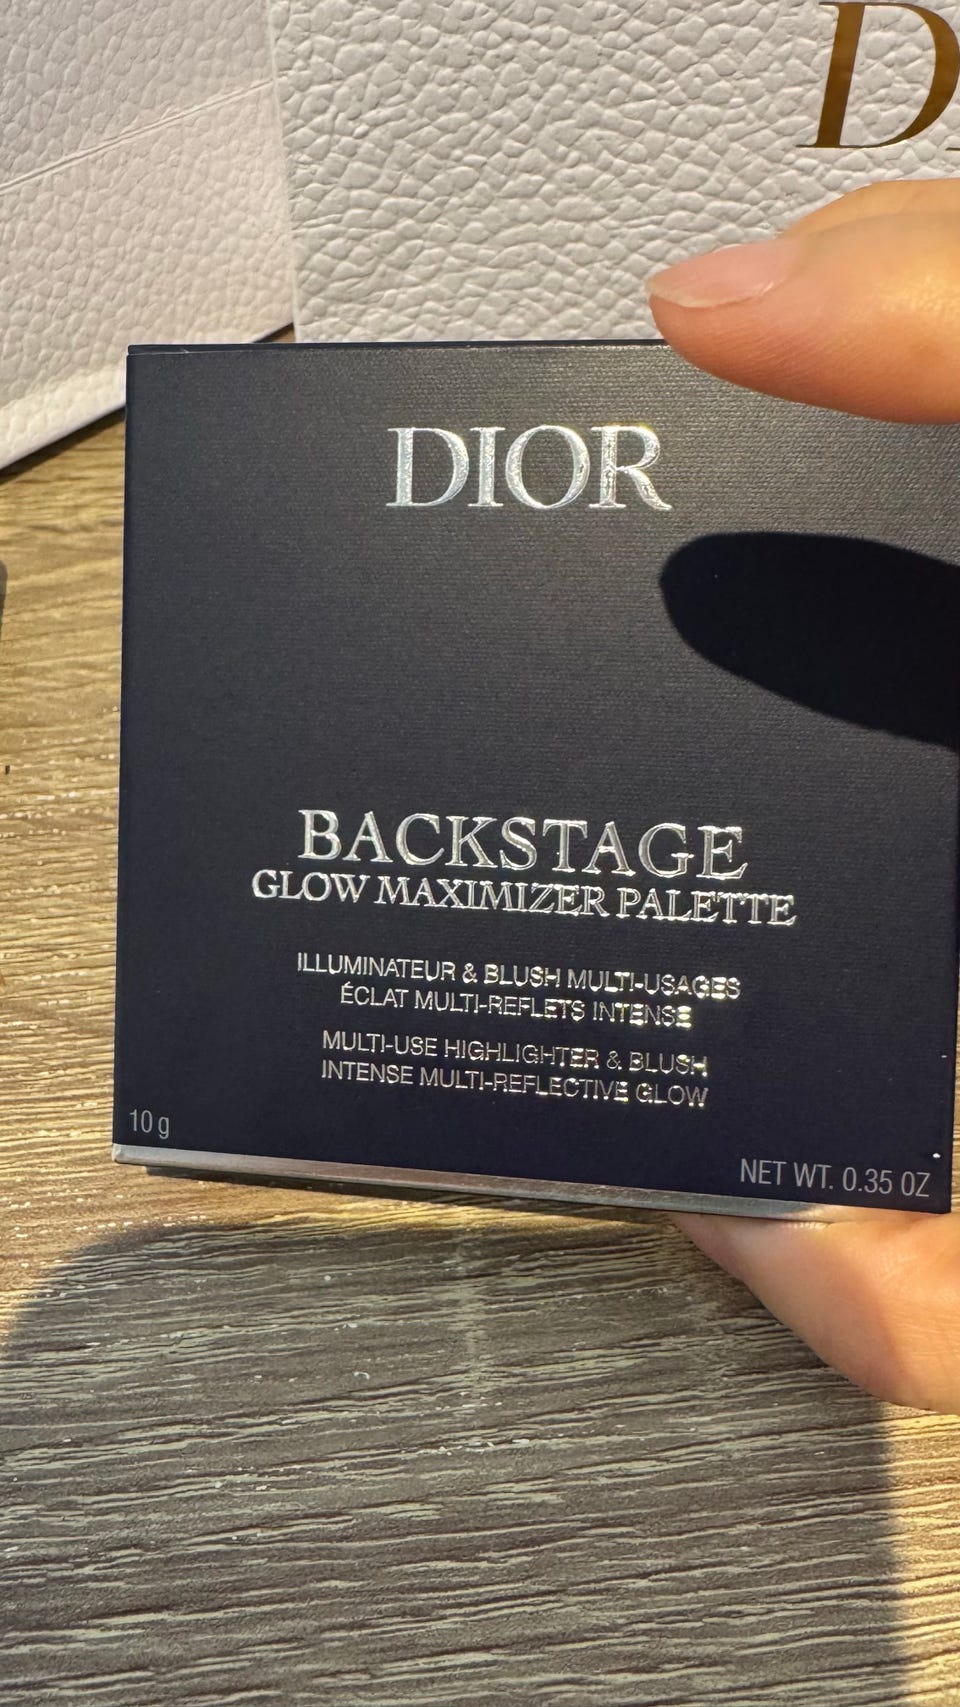 DIOR
BACKSTAGE
GLOW MAXIMIZER PALETTE
ILLUMINATEUR & BLUSH MULTI-USAGES
ÉCLAT MULTI-REFLETS INTENSE
MULTI-USE HIGHLIGHTER & BLUSH
INTENSE MULTI-REFLECTIVE GLOW
10 g
NET WT. 0.35 OZ